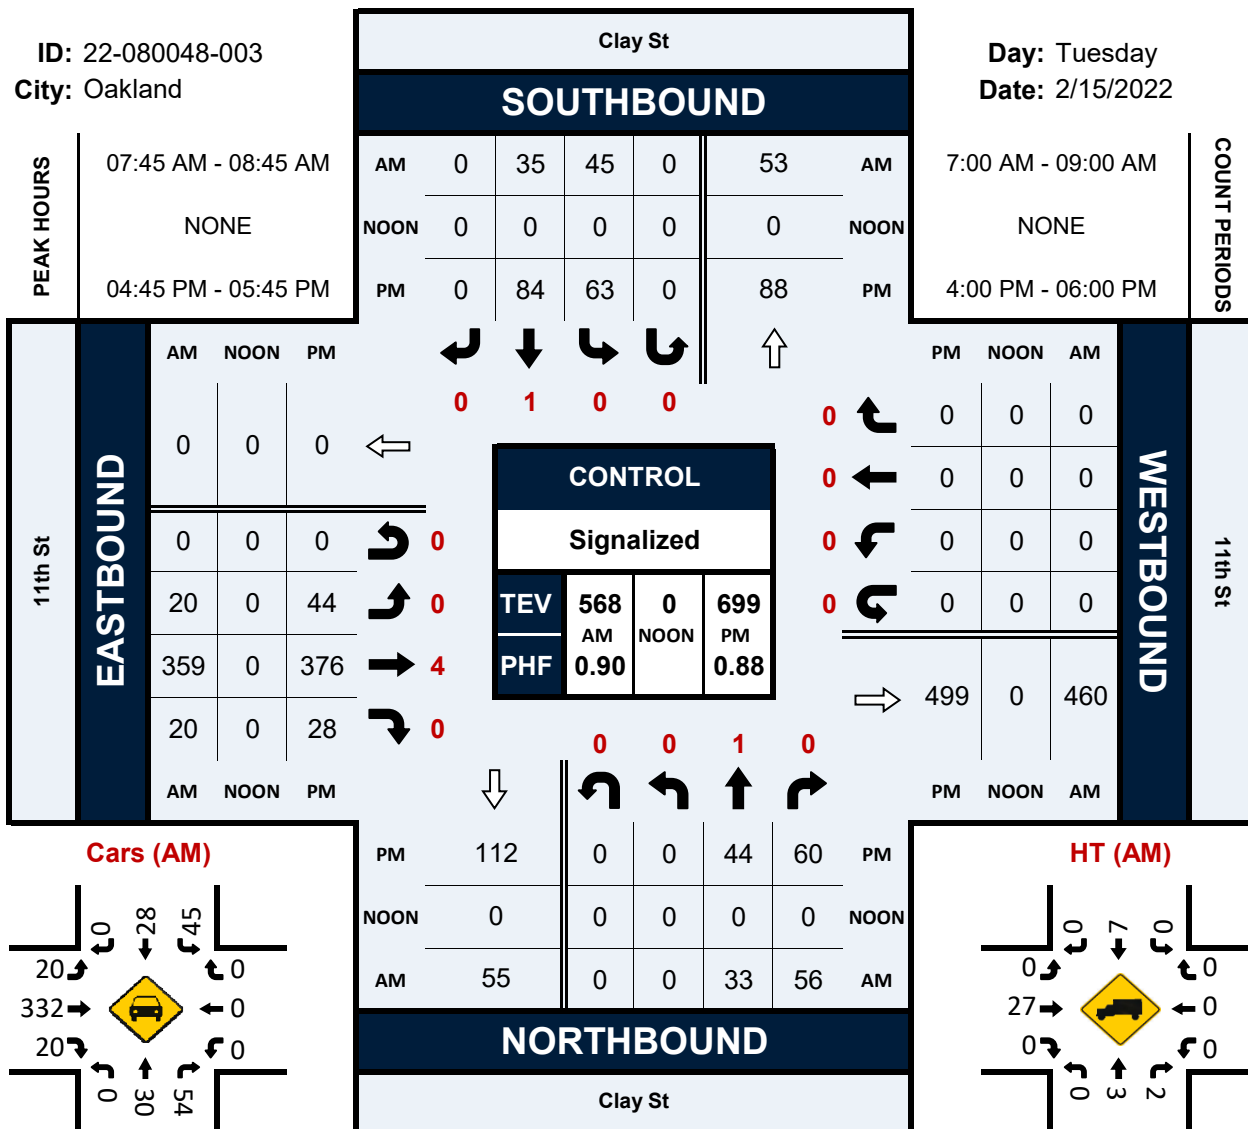 ID: 22-080048-003
City: Oakland
Clay St
Day: Tuesday
Date: 2/15/2022
SOUTHBOUND
PEAK HOURS
07:45 AM - 08:45 AM
NONE
04:45 PM - 05:45 PM
AM 0 35 45 0 53 AM
NOON 0 0 0 0 0 NOON
PM 0 84 63 0 88 PM
7:00 AM - 09:00 AM
NONE
4:00 PM - 06:00 PM
COUNT PERIODS
0 1 0 0
11th St
EASTBOUND
AM NOON PM
0 0 0
0 0 0 0
20 0 44 0
359 0 376 4
20 0 28 0
AM NOON PM
CONTROL
Signalized
TEV 568 0 699
AM NOON PM
PHF 0.90 0.88
PM NOON AM
0 0 0 0
0 0 0 0
0 0 0 0
0 0 0 0
499 0 460
PM NOON AM
WESTBOUND
11th St
0 0 1 0
PM 112 0 0 44 60 PM
NOON 0 0 0 0 0 NOON
AM 55 0 0 33 56 AM
NORTHBOUND
Clay St
Cars (AM)
0 28 45
20 0
332 0
20 0
0 30 54
HT (AM)
0 7 0
0 0
27 0
0 0
0 3 2